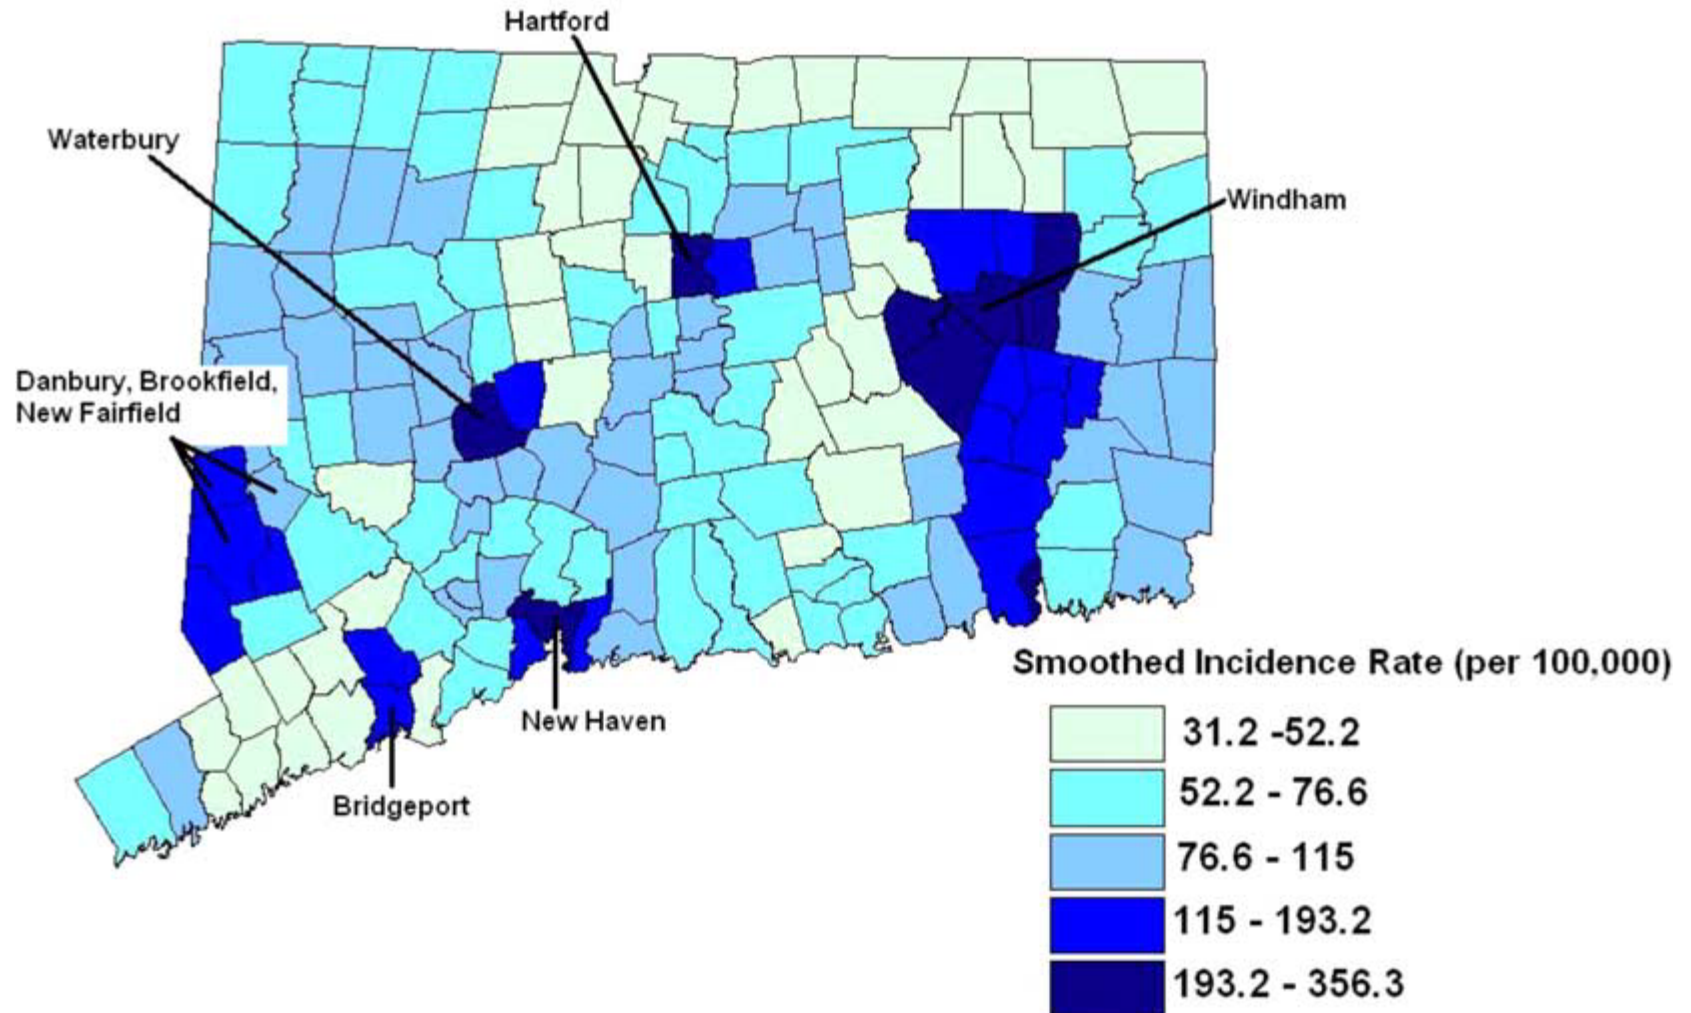 Hartford
Waterbury
Windham
Danbury, Brookfield,
New Fairfield
New Haven
Bridgeport
Smoothed Incidence Rate (per 100,000)
31.2 -52.2
52.2 - 76.6
76.6 - 115
115 - 193.2
193.2 - 356.3